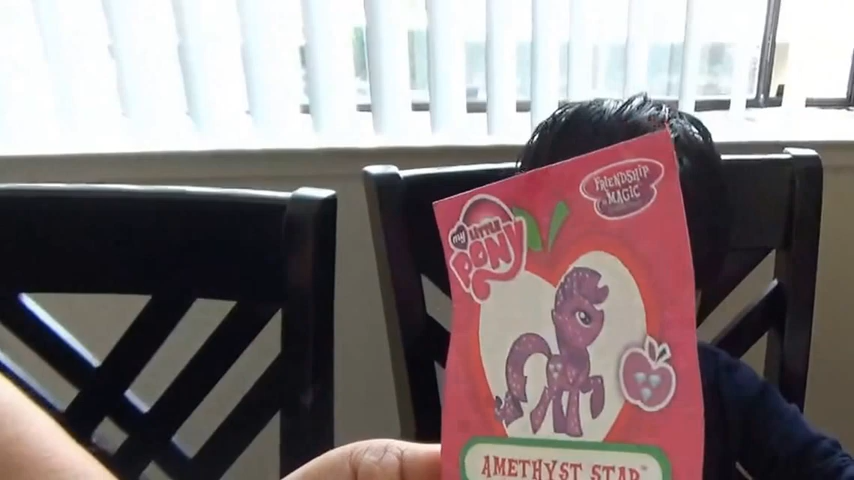 my
LITTLE
PONY
FRIENDSHIP
IS
MAGIC
AMETHYST STAR